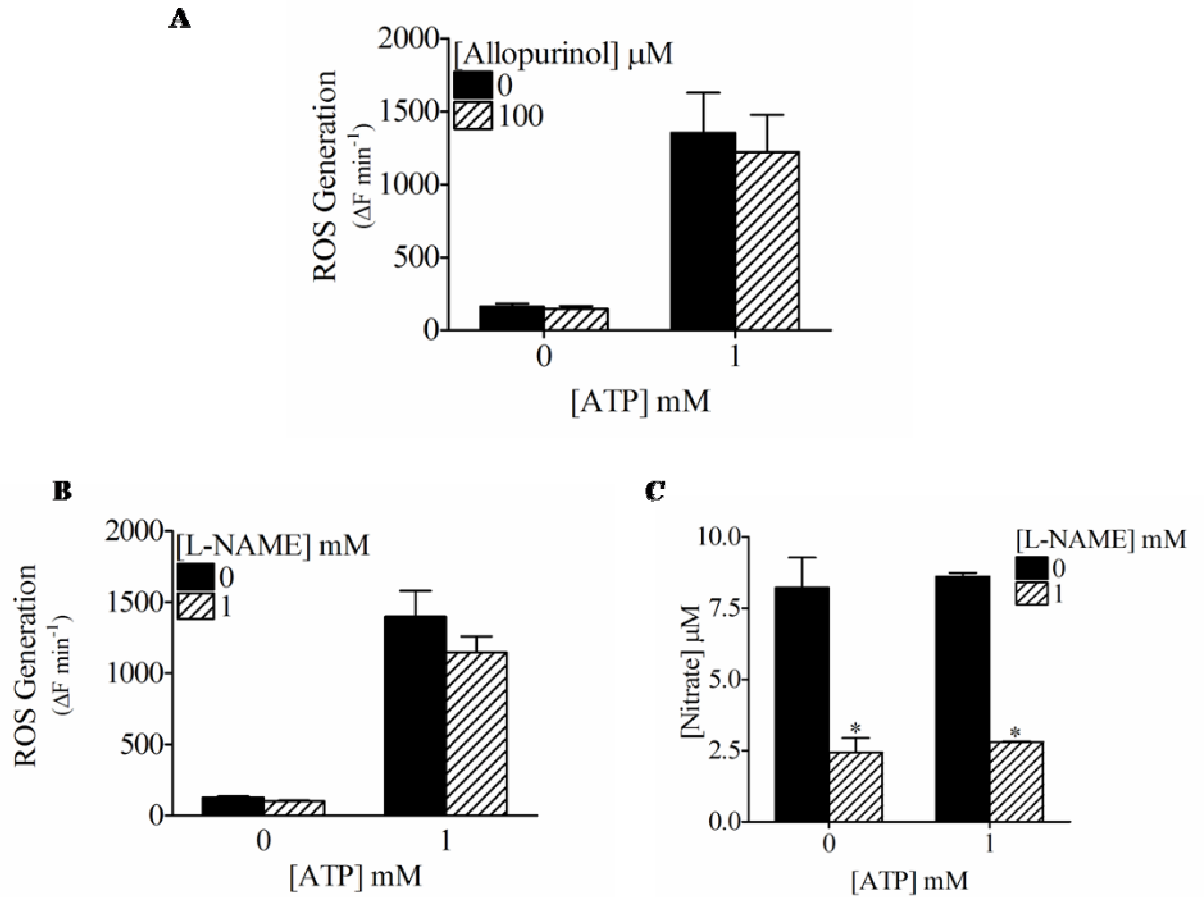 A
2000
[Allopurinol] μM
0
100
1500
1000
500
0
ROS Generation
(ΔF min⁻¹)
0 1
[ATP] mM
B
2000
[L-NAME] mM
0
1
1500
1000
500
0
ROS Generation
(ΔF min⁻¹)
0 1
[ATP] mM
C
10.0
[L-NAME] mM
0
1
7.5
5.0
2.5
0.0
[Nitrate] μM
* *
0 1
[ATP] mM